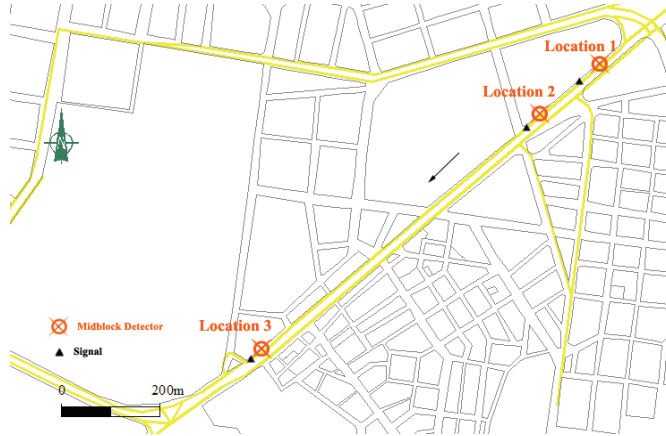 Location 1
Location 2
Location 3
Midblock Detector
Signal
0 200m